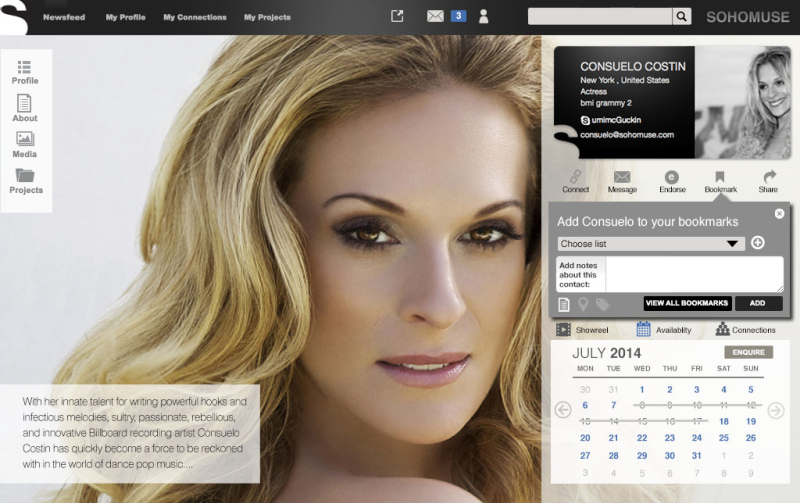 S Newsfeed My Profile My Connections My Projects 3 SOHOMUSE
Profile
About
Media
Projects
CONSUELO COSTIN
New York , United States
Actress
bmi grammy 2
umimcGuckin
consuelo@sohomuse.com
Connect Message Endorse Bookmark Share
Add Consuelo to your bookmarks
Choose list
Add notes
about this
contact:
VIEW ALL BOOKMARKS ADD
Showreel Availability Connections
JULY 2014 ENQUIRE
MON TUE WED THU FRI SAT SUN
30 31 1 2 3 4 5
6 7 8 9 10 11 12
13 14 15 16 17 18 19
20 21 22 23 24 25 26
27 28 29 30 31 1 2
3 4 5 6 7 8 9
With her innate talent for writing powerful hooks and
infectious melodies, sultry, passionate, rebellious,
and innovative Billboard recording artist Consuelo
Costin has quickly become a force to be reckoned
with in the world of dance pop music....